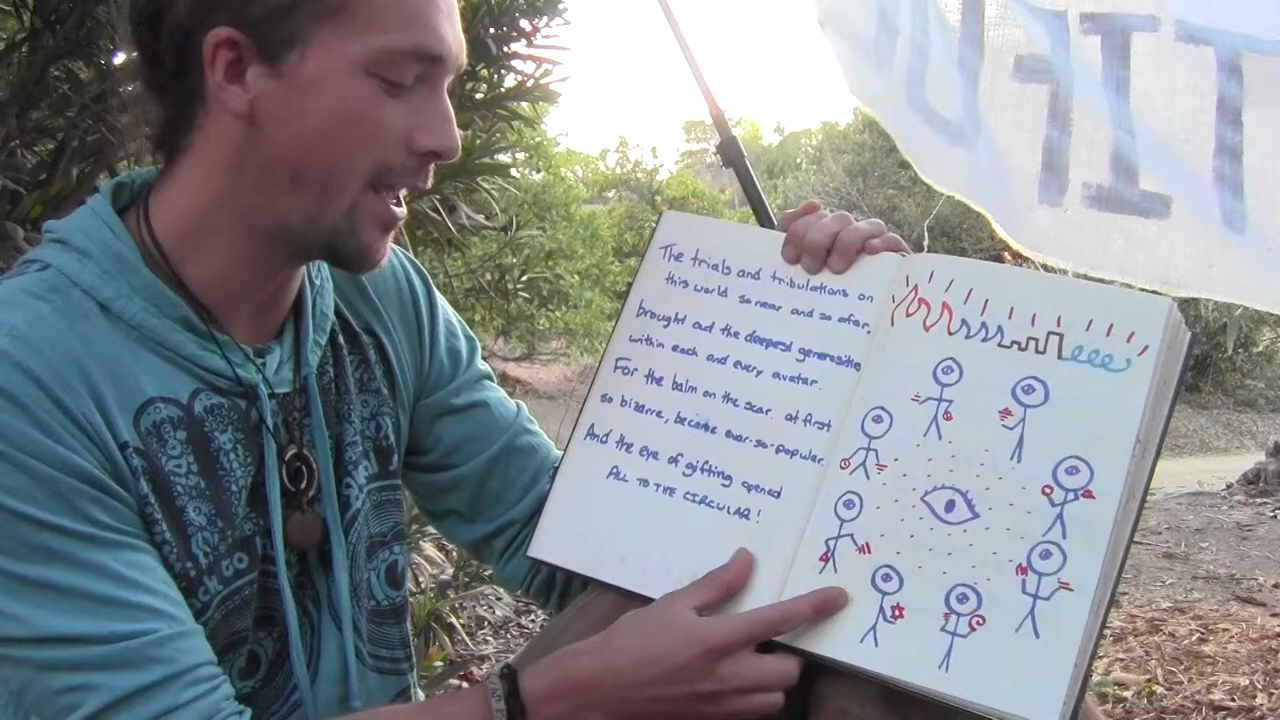 The trials and tribulations on
this world so near and so afar,
brought out the deepest generosities
within each and every avatar.
For the balm on the scar, at first
so bizarre, became ever-so-popular.
And the eye of gifting opened
ALL TO THE CIRCULAR!